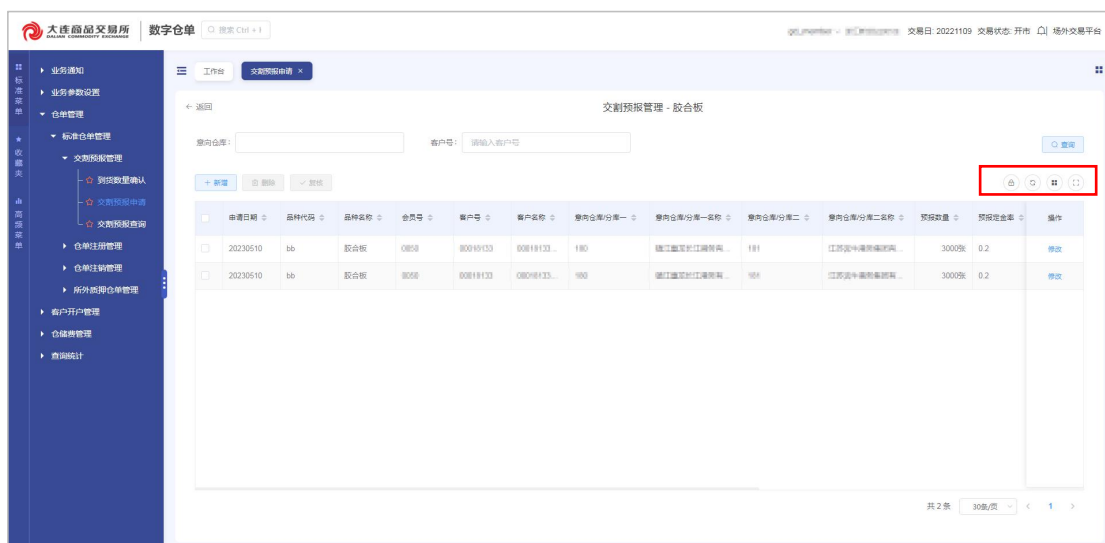 大连商品交易所 数字仓单 搜索 Ctrl + f 交易日: 20221109 交易状态: 开市 场外交易平台
DALIAN COMMODITY EXCHANGE
标准菜单
收藏夹
高频菜单
业务通知
业务参数设置
仓单管理
标准仓单管理
交割预报管理
到货数量确认
交割预报申请
交割预报查询
仓单注册管理
仓单注销管理
所外质押仓单管理
客户开户管理
仓储费管理
查询统计
工作台 交割预报申请 ×
← 返回 交割预报管理 - 胶合板
意向仓库: 客户号: 请输入客户号 查询
+ 新增 删除 复核
申请日期 品种代码 品种名称 会员号 客户号 客户名称 意向仓库/分库一 意向仓库/分库一名称 意向仓库/分库二 意向仓库/分库二名称 预报数量 预报定金率 操作
20230510 bb 胶合板 180 181 3000张 0.2 修改
20230510 bb 胶合板 3000张 0.2 修改
共 2 条 30条/页 < 1 >